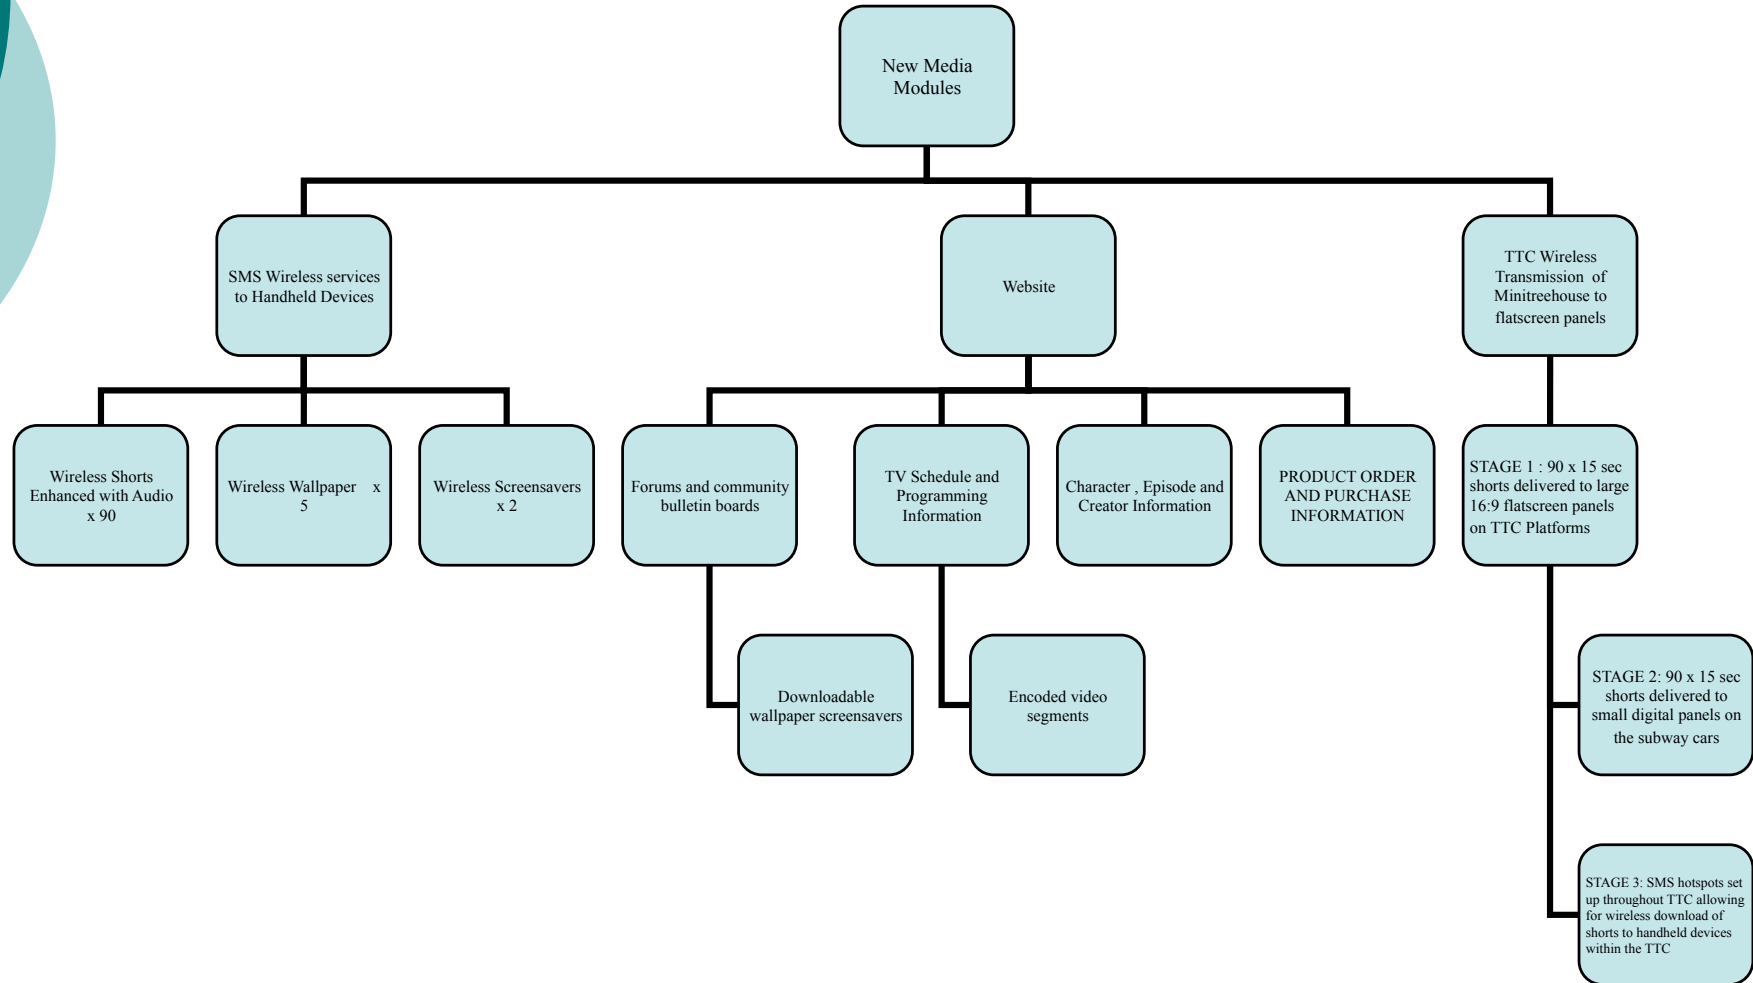 New Media
Modules
SMS Wireless services
to Handheld Devices
Website
TTC Wireless
Transmission of
Minitreehouse to
flatscreen panels
Wireless Shorts
Enhanced with Audio
x 90
Wireless Wallpaper x
5
Wireless Screensavers
x 2
Forums and community
bulletin boards
TV Schedule and
Programming
Information
Character , Episode and
Creator Information
PRODUCT ORDER
AND PURCHASE
INFORMATION
STAGE 1 : 90 x 15 sec
shorts delivered to large
16:9 flatscreen panels
on TTC Platforms
Downloadable
wallpaper screensavers
Encoded video
segments
STAGE 2: 90 x 15 sec
shorts delivered to
small digital panels on
the subway cars
STAGE 3: SMS hotspots set
up throughout TTC allowing
for wireless download of
shorts to handheld devices
within the TTC